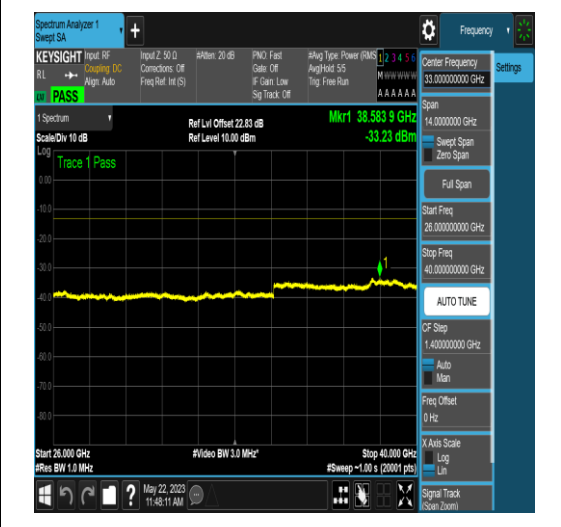 Spectrum Analyzer 1
Swept SA
+
Frequency
KEYSIGHT
RL
PASS
Input: RF
Coupling: DC
Align: Auto
Input Z: 50 Ω
Corrections: Off
Freq Ref: Int (S)
#Atten: 20 dB
PNO: Fast
Gate: Off
IF Gain: Low
Sig Track: Off
#Avg Type: Power (RMS
Avg|Hold: 5/5
Trig: Free Run
1 2 3 4 5 6
M W W W W W
A A A A A A
1 Spectrum
Scale/Div 10 dB
Ref Lvl Offset 22.83 dB
Ref Level 10.00 dBm
Mkr1 38.583 9 GHz
-33.23 dBm
Log
Trace 1 Pass
0.00
-10.0
-20.0
-30.0
-40.0
-50.0
-60.0
-70.0
-80.0
1
Start 26.000 GHz
#Res BW 1.0 MHz
#Video BW 3.0 MHz*
Stop 40.000 GHz
#Sweep ~1.00 s (20001 pts)
?
May 22, 2023
11:48:11 AM
Center Frequency
33.000000000 GHz
Span
14.0000000 GHz
Swept Span
Zero Span
Full Span
Start Freq
26.000000000 GHz
Stop Freq
40.000000000 GHz
AUTO TUNE
CF Step
1.400000000 GHz
Auto
Man
Freq Offset
0 Hz
X Axis Scale
Log
Lin
Signal Track
(Span Zoom)
Settings